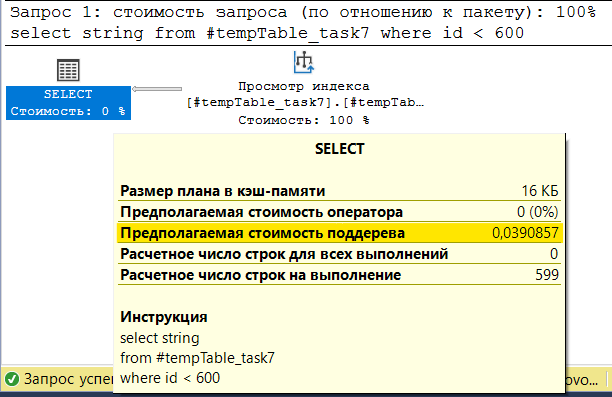 Запрос 1: стоимость запроса (по отношению к пакету): 100%
select string from #tempTable_task7 where id < 600
SELECT
Стоимость: 0 %
Просмотр индекса
[#tempTable_task7].[#tempTab…
Стоимость: 100 %
SELECT
Размер плана в кэш-памяти 16 КБ
Предполагаемая стоимость оператора 0 (0%)
Предполагаемая стоимость поддерева 0,0390857
Расчетное число строк для всех выполнений 0
Расчетное число строк на выполнение 599
Инструкция
select string
from #tempTable_task7
where id < 600
Запрос успеш
ovo...